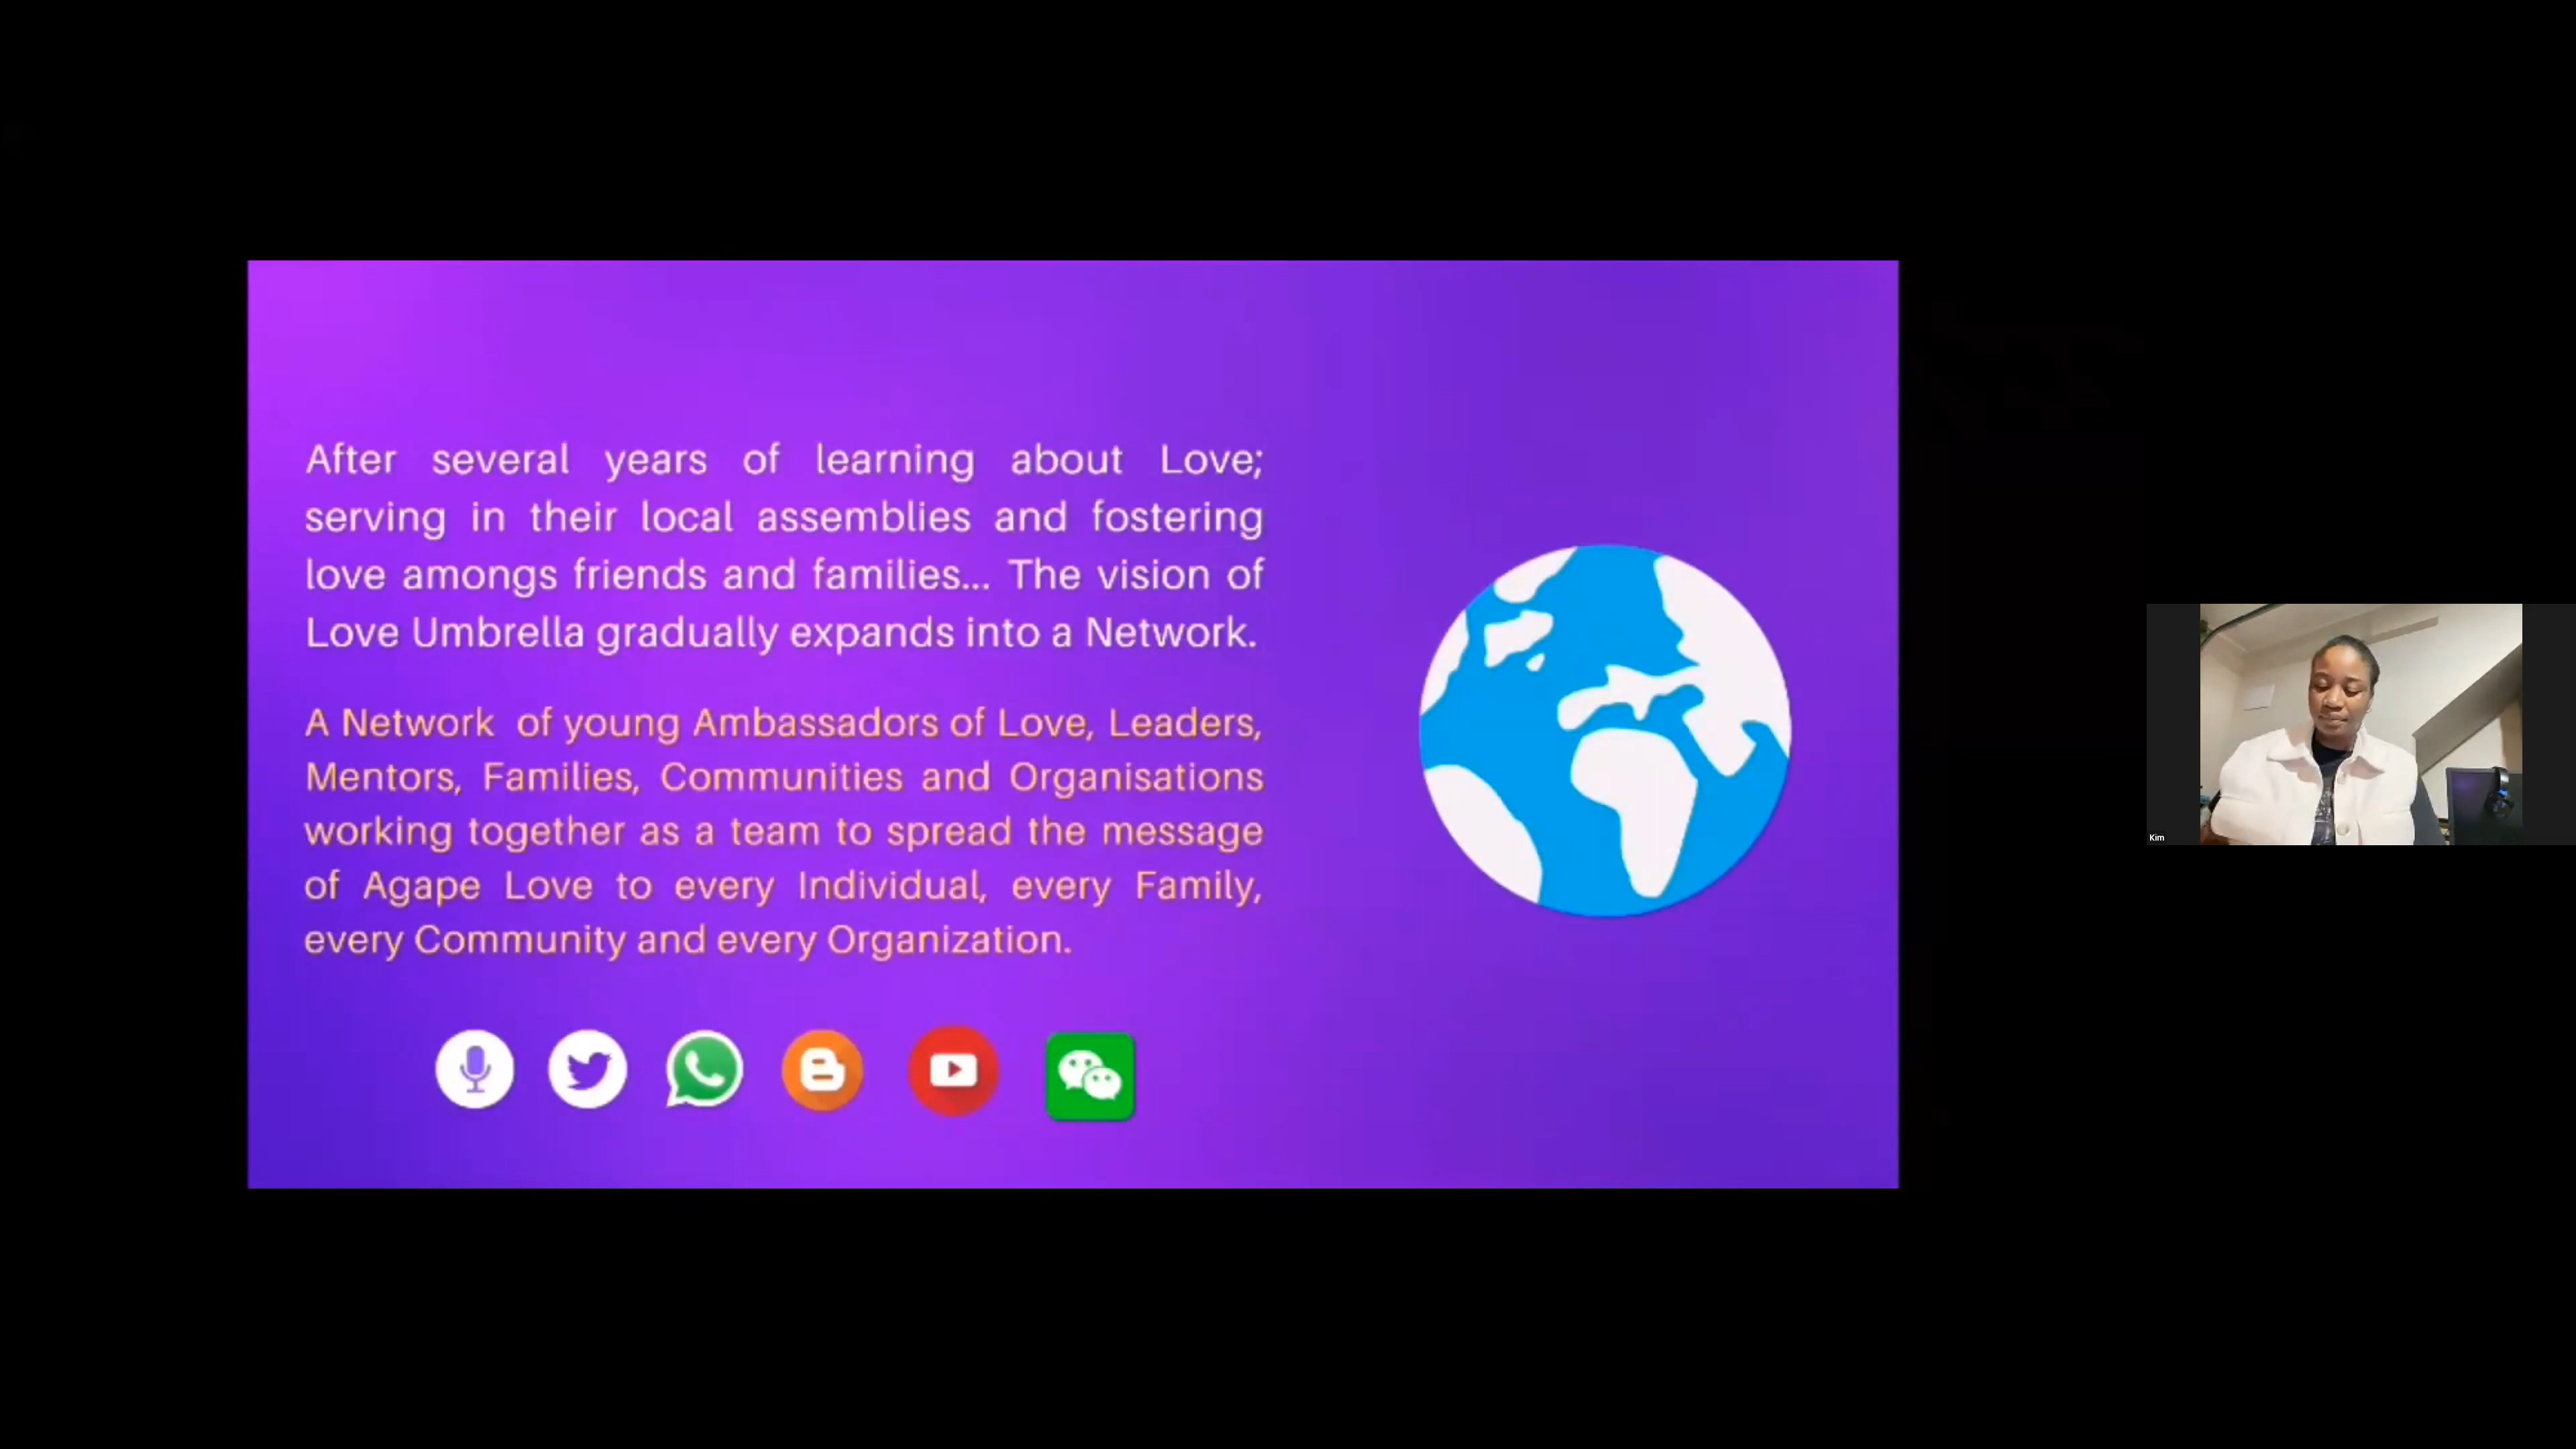 After several years of learning about Love;
serving in their local assemblies and fostering
love amongs friends and families... The vision of
Love Umbrella gradually expands into a Network.
A Network of young Ambassadors of Love, Leaders,
Mentors, Families, Communities and Organisations
working together as a team to spread the message
of Agape Love to every Individual, every Family,
every Community and every Organization.
Kim